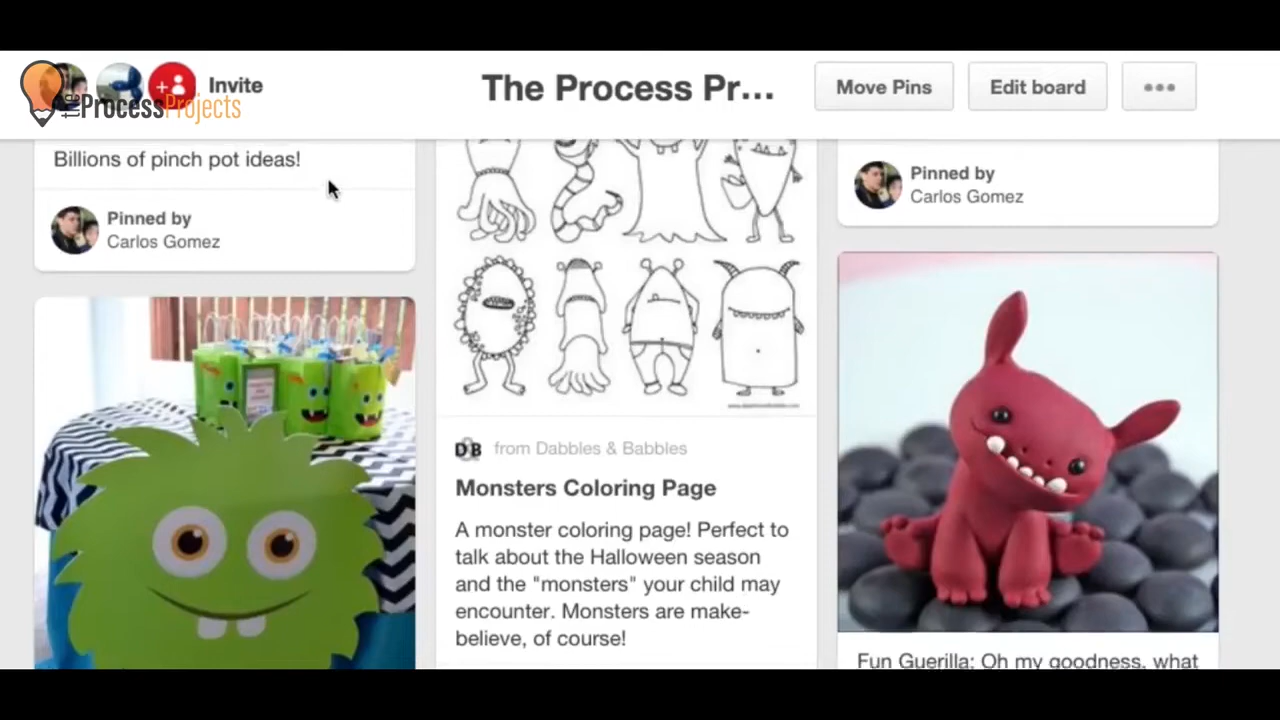 Invite
theProcessProjects
The Process Pr...
Move Pins
Edit board
Billions of pinch pot ideas!
Pinned by
Carlos Gomez
DB from Dabbles & Babbles
Monsters Coloring Page
A monster coloring page! Perfect to
talk about the Halloween season
and the "monsters" your child may
encounter. Monsters are make-
believe, of course!
Pinned by
Carlos Gomez
Fun Guerilla: Oh my goodness, what